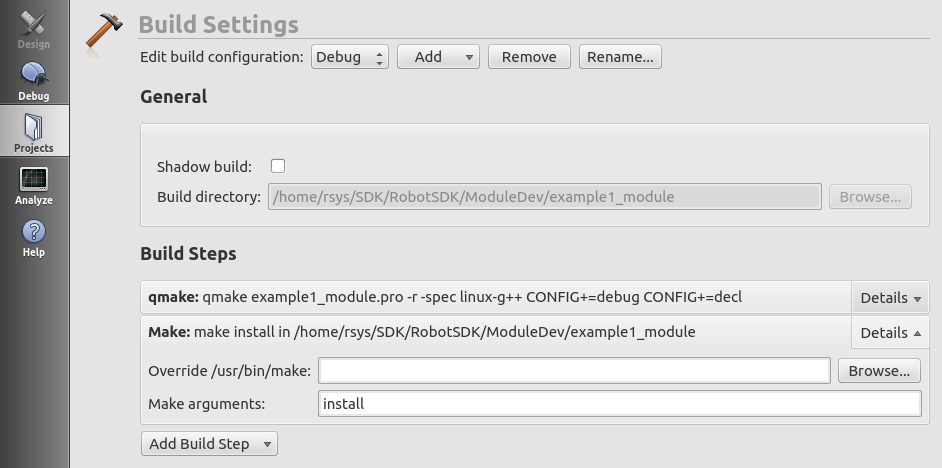 Design
Debug
Projects
Analyze
Help
Build Settings
Edit build configuration: Debug Add Remove Rename...
General
Shadow build:
Build directory: /home/rsys/SDK/RobotSDK/ModuleDev/example1_module Browse...
Build Steps
qmake: qmake example1_module.pro -r -spec linux-g++ CONFIG+=debug CONFIG+=decl Details
Make: make install in /home/rsys/SDK/RobotSDK/ModuleDev/example1_module Details
Override /usr/bin/make: Browse...
Make arguments: install
Add Build Step